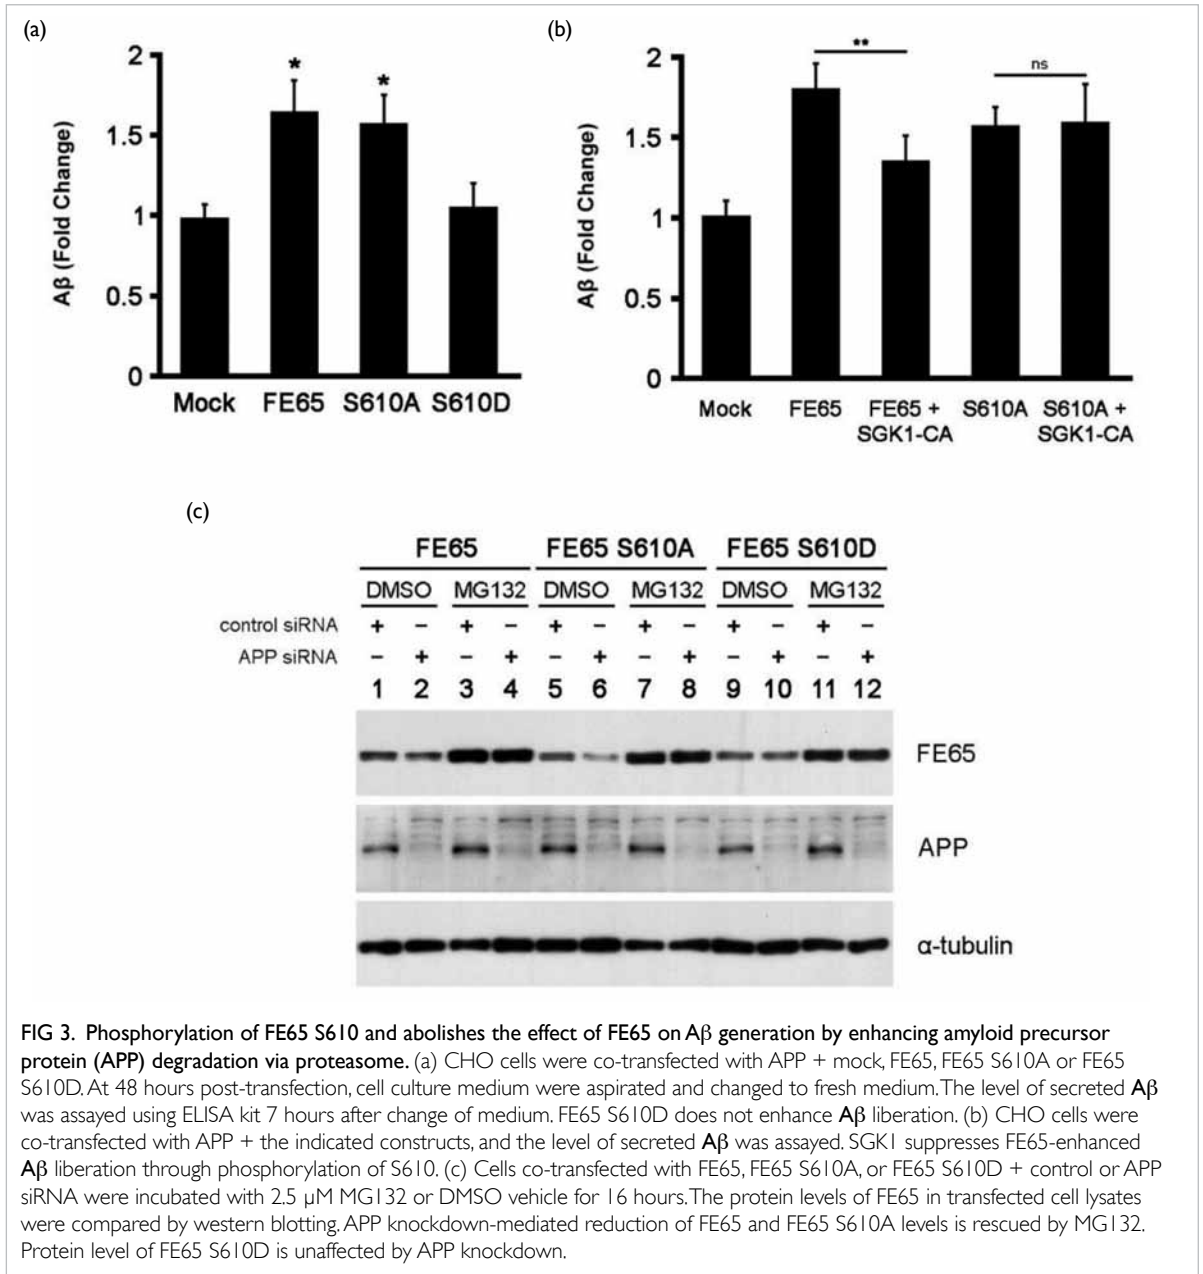 (a)
2
1.5
1
0.5
0
Aβ (Fold Change)
*
*
Mock FE65 S610A S610D
(b)
2
1.5
1
0.5
0
Aβ (Fold Change)
**
ns
Mock FE65 FE65 + S610A S610A +
SGK1-CA SGK1-CA
(c)
FE65 FE65 S610A FE65 S610D
DMSO MG132 DMSO MG132 DMSO MG132
control siRNA + – + – + – + – + – + –
APP siRNA – + – + – + – + – + – +
1 2 3 4 5 6 7 8 9 10 11 12
FE65
APP
α-tubulin
FIG 3. Phosphorylation of FE65 S610 and abolishes the effect of FE65 on Aβ generation by enhancing amyloid precursor
protein (APP) degradation via proteasome. (a) CHO cells were co-transfected with APP + mock, FE65, FE65 S610A or FE65
S610D. At 48 hours post-transfection, cell culture medium were aspirated and changed to fresh medium. The level of secreted Aβ
was assayed using ELISA kit 7 hours after change of medium. FE65 S610D does not enhance Aβ liberation. (b) CHO cells were
co-transfected with APP + the indicated constructs, and the level of secreted Aβ was assayed. SGK1 suppresses FE65-enhanced
Aβ liberation through phosphorylation of S610. (c) Cells co-transfected with FE65, FE65 S610A, or FE65 S610D + control or APP
siRNA were incubated with 2.5 µM MG132 or DMSO vehicle for 16 hours. The protein levels of FE65 in transfected cell lysates
were compared by western blotting. APP knockdown-mediated reduction of FE65 and FE65 S610A levels is rescued by MG132.
Protein level of FE65 S610D is unaffected by APP knockdown.